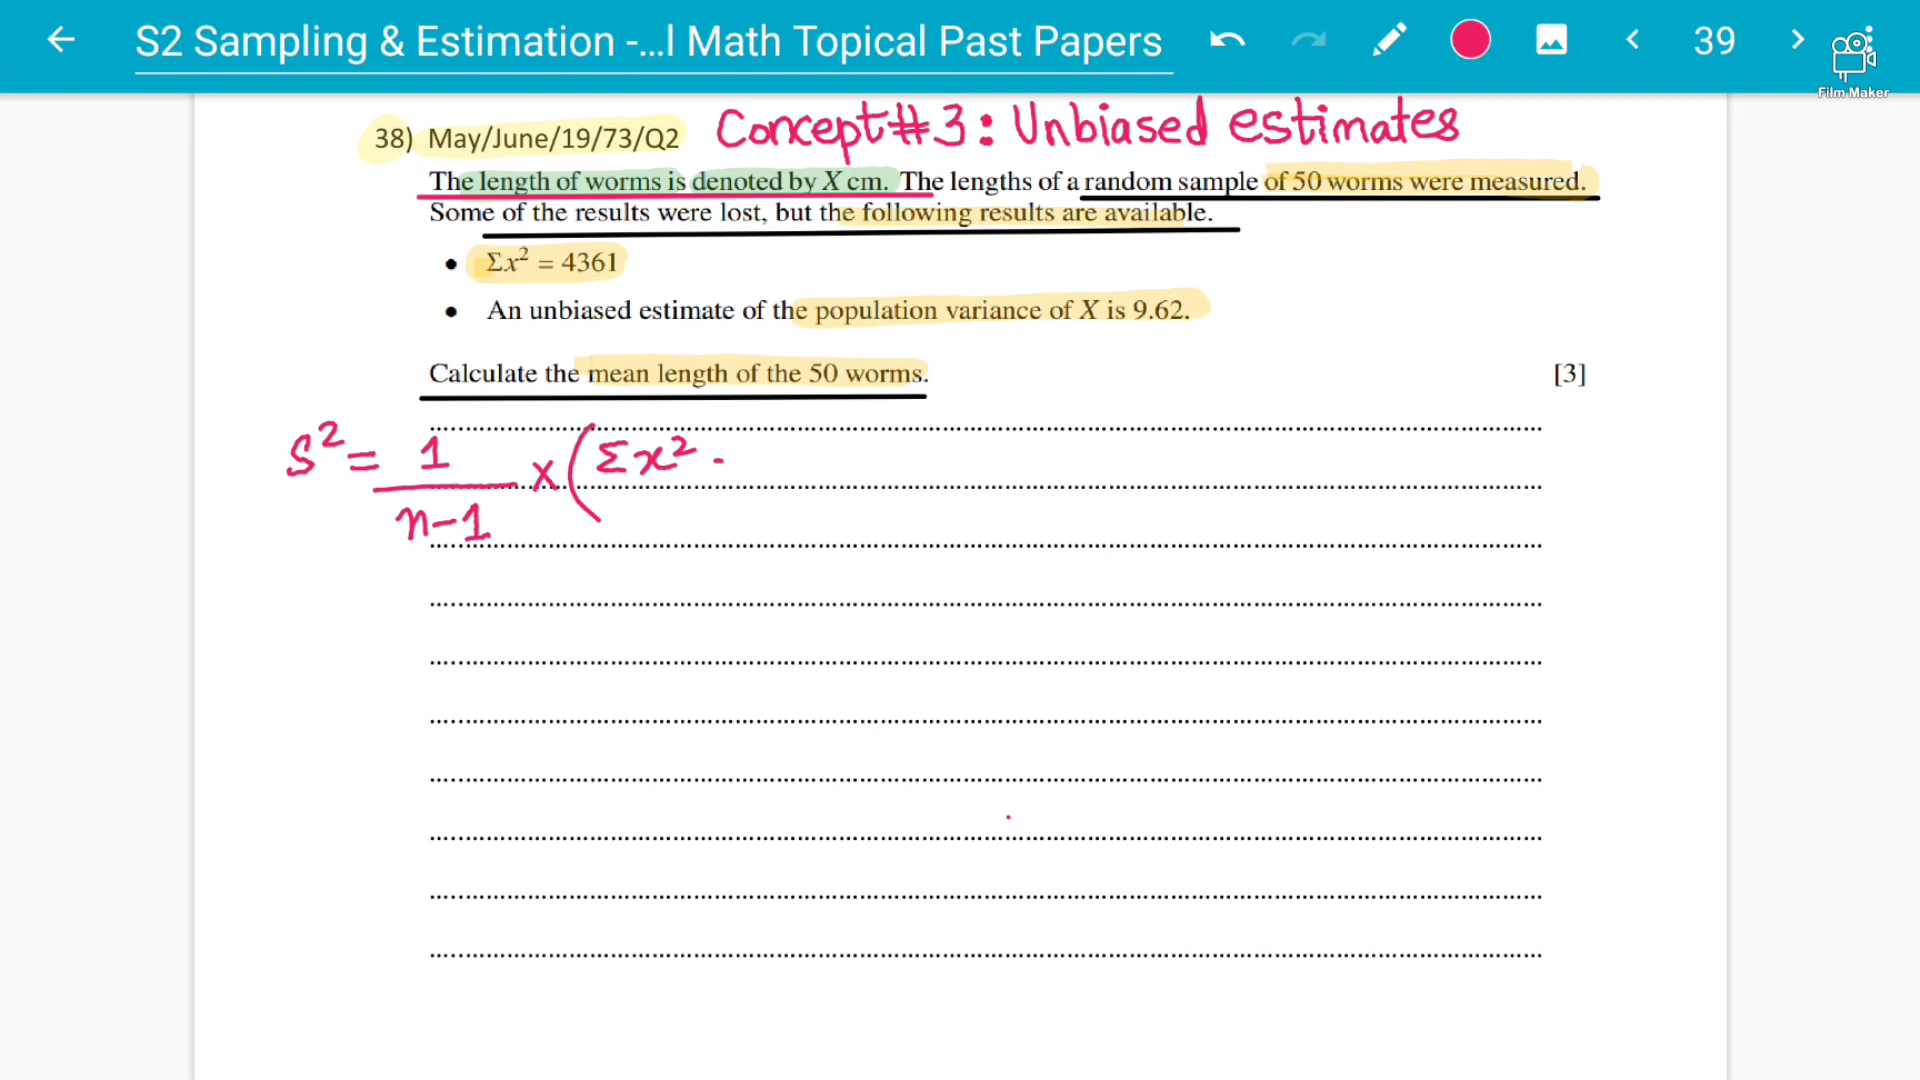 S2 Sampling & Estimation -...l Math Topical Past Papers
39
Film Maker
38) May/June/19/73/Q2 Concept#3: Unbiased estimates
The length of worms is denoted by X cm. The lengths of a random sample of 50 worms were measured.
Some of the results were lost, but the following results are available.
• Σx² = 4361
• An unbiased estimate of the population variance of X is 9.62.
Calculate the mean length of the 50 worms. [3]
S² = 1/(n-1) × (Σx² -